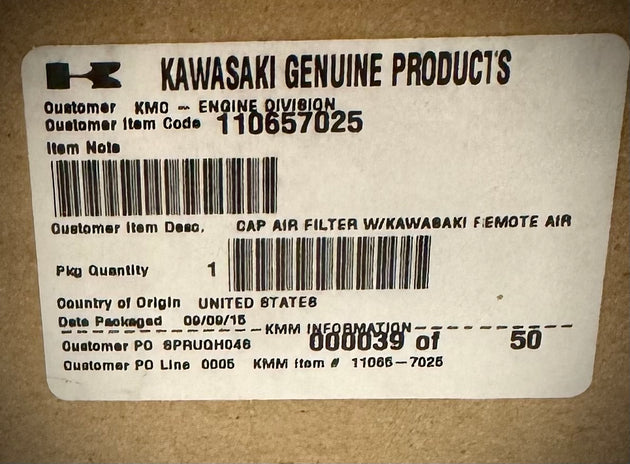 KAWASAKI GENUINE PRODUCTS
Customer KMC - ENGINE DIVISION
Customer Item Code 110657025
Item Note
Customer Item Desc. CAP AIR FILTER W/KAWASAKI REMOTE AIR
Pkg Quantity 1
Country of Origin UNITED STATES
Date Packaged 09/09/15
KMM INFORMATION
Customer PO SPRUQH046 000039 of 50
Customer PO Line 0005 KMM Item # 11065-7025